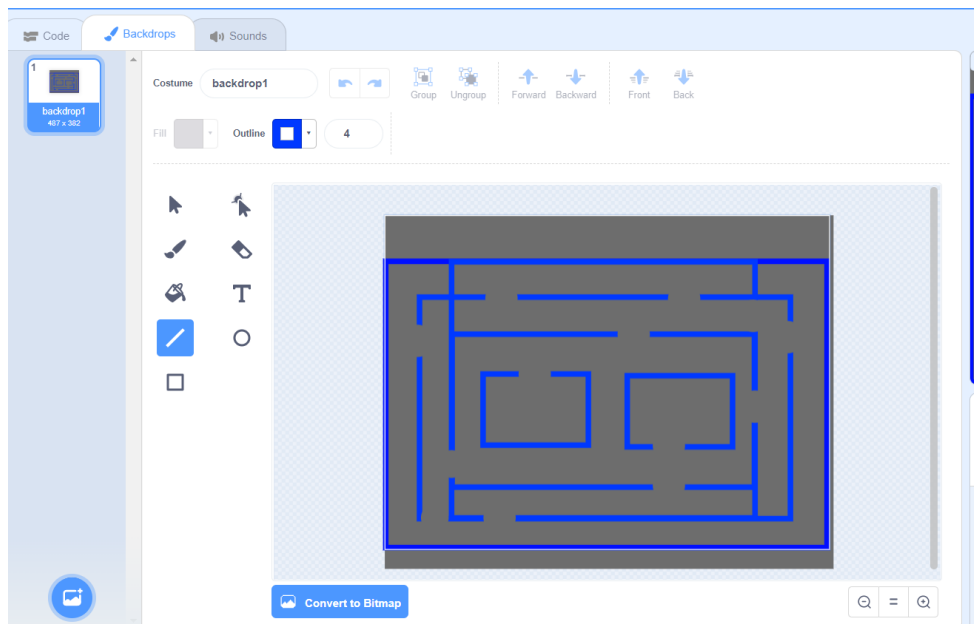 Code
Backdrops
Sounds
1
backdrop1
487 x 382
Costume
backdrop1
Group
Ungroup
Forward
Backward
Front
Back
Fill
Outline
4
T
Convert to Bitmap